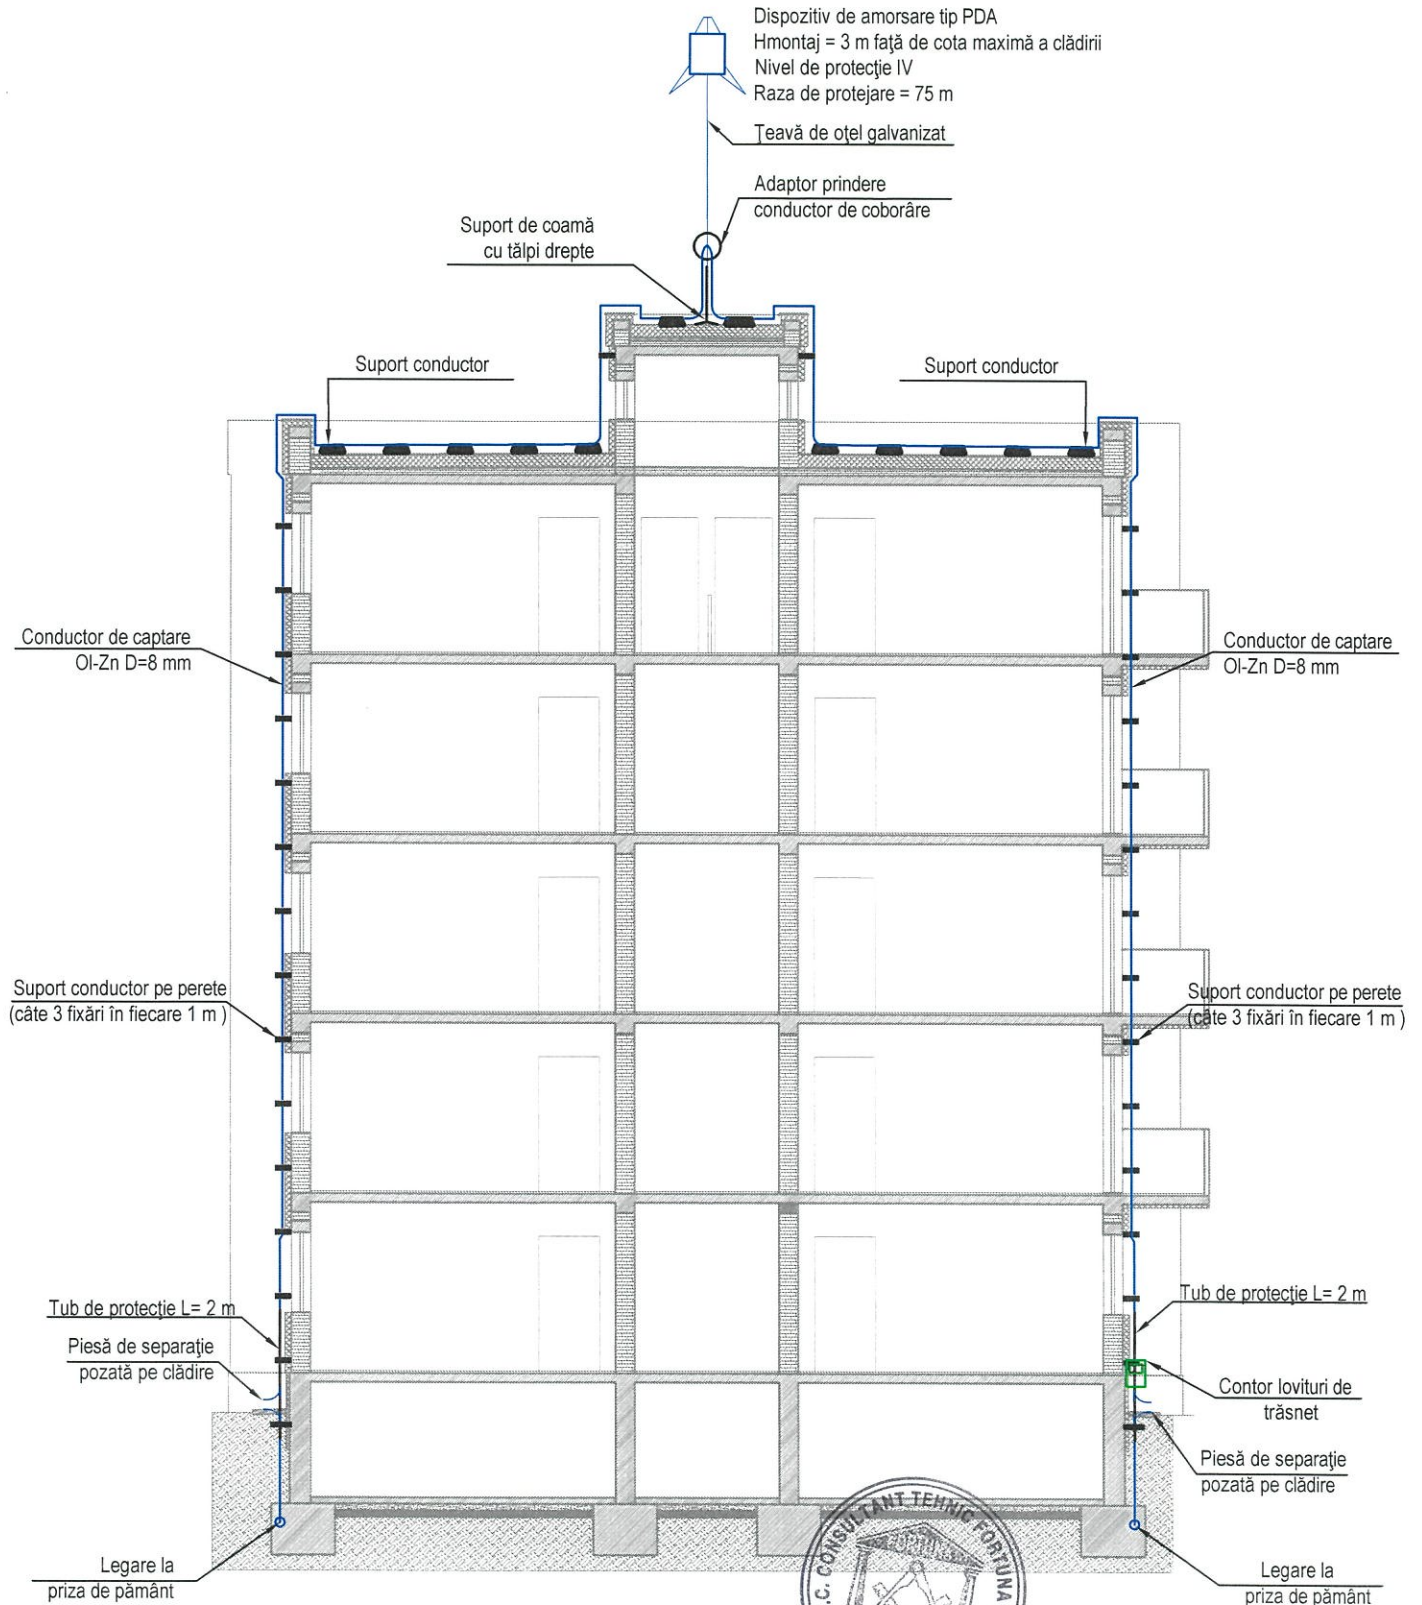 Dispozitiv de amorsare tip PDA
Hmontaj = 3 m față de cota maximă a clădirii
Nivel de protecție IV
Raza de protejare = 75 m
Țeavă de oțel galvanizat
Adaptor prindere
conductor de coborâre
Suport de coamă
cu tălpi drepte
Suport conductor
Suport conductor
Conductor de captare
Ol-Zn D=8 mm
Conductor de captare
Ol-Zn D=8 mm
Suport conductor pe perete
(câte 3 fixări în fiecare 1 m )
Suport conductor pe perete
(câte 3 fixări în fiecare 1 m )
Tub de protecție L= 2 m
Piesă de separație
pozată pe clădire
Tub de protecție L= 2 m
Contor lovituri de
trăsnet
Piesă de separație
pozată pe clădire
Legare la
priza de pământ
Legare la
priza de pământ
.C. CONSULTANT TEHNIC FORTUNA
FORTUNA